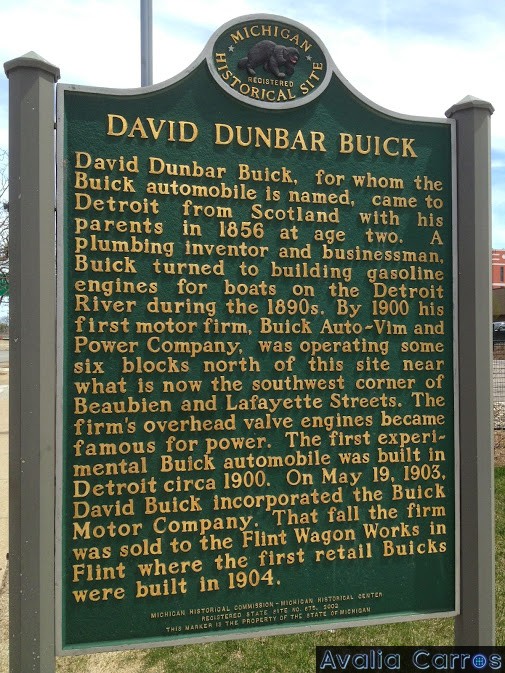 MICHIGAN
REGISTERED
HISTORICAL SITE
DAVID DUNBAR BUICK
David Dunbar Buick, for whom the
Buick automobile is named, came to
Detroit from Scotland with his
parents in 1856 at age two. A
plumbing inventor and businessman,
Buick turned to building gasoline
engines for boats on the Detroit
River during the 1890s. By 1900 his
first motor firm, Buick Auto-Vim and
Power Company, was operating some
six blocks north of this site near
what is now the southwest corner of
Beaubien and Lafayette Streets. The
firm's overhead valve engines became
famous for power. The first experi-
mental Buick automobile was built in
Detroit circa 1900. On May 19, 1903,
David Buick incorporated the Buick
Motor Company. That fall the firm
was sold to the Flint Wagon Works in
Flint where the first retail Buicks
were built in 1904.
MICHIGAN HISTORICAL COMMISSION - MICHIGAN HISTORICAL CENTER
REGISTERED STATE SITE NO. 675, 2002
THIS MARKER IS THE PROPERTY OF THE STATE OF MICHIGAN
Avalia Carros